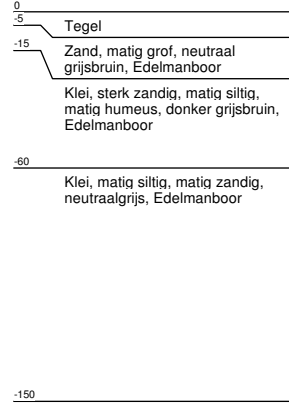 0
-5
Tegel
-15
Zand, matig grof, neutraal
grijsbruin, Edelmanboor
Klei, sterk zandig, matig siltig,
matig humeus, donker grijsbruin,
Edelmanboor
-60
Klei, matig siltig, matig zandig,
neutraalgrijs, Edelmanboor
-150